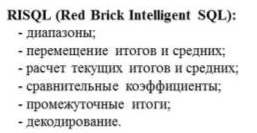 RISQL (Red Brick Intelligent SQL):
- диапазоны;
- перемещение итогов и средних;
- расчет текущих итогов и средних;
- сравнительные коэффициенты;
- промежуточные итоги;
- декодирование.